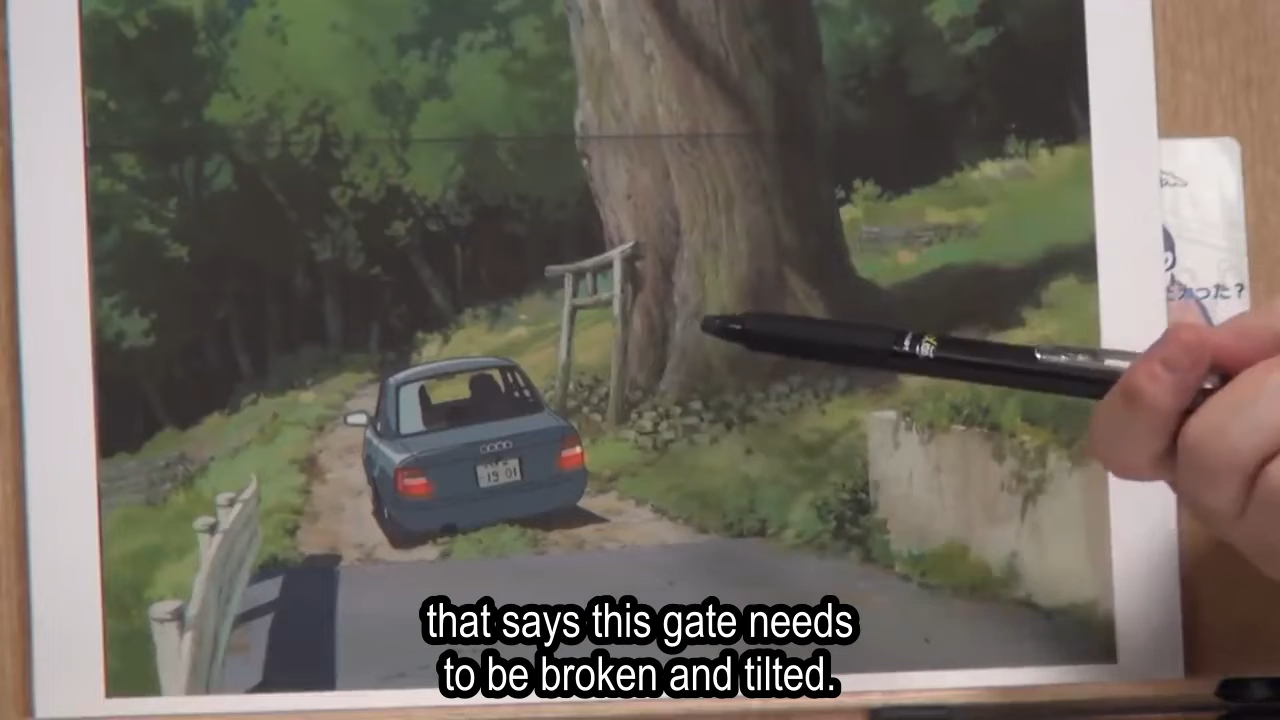 った?
19 01
that says this gate needs
to be broken and tilted.